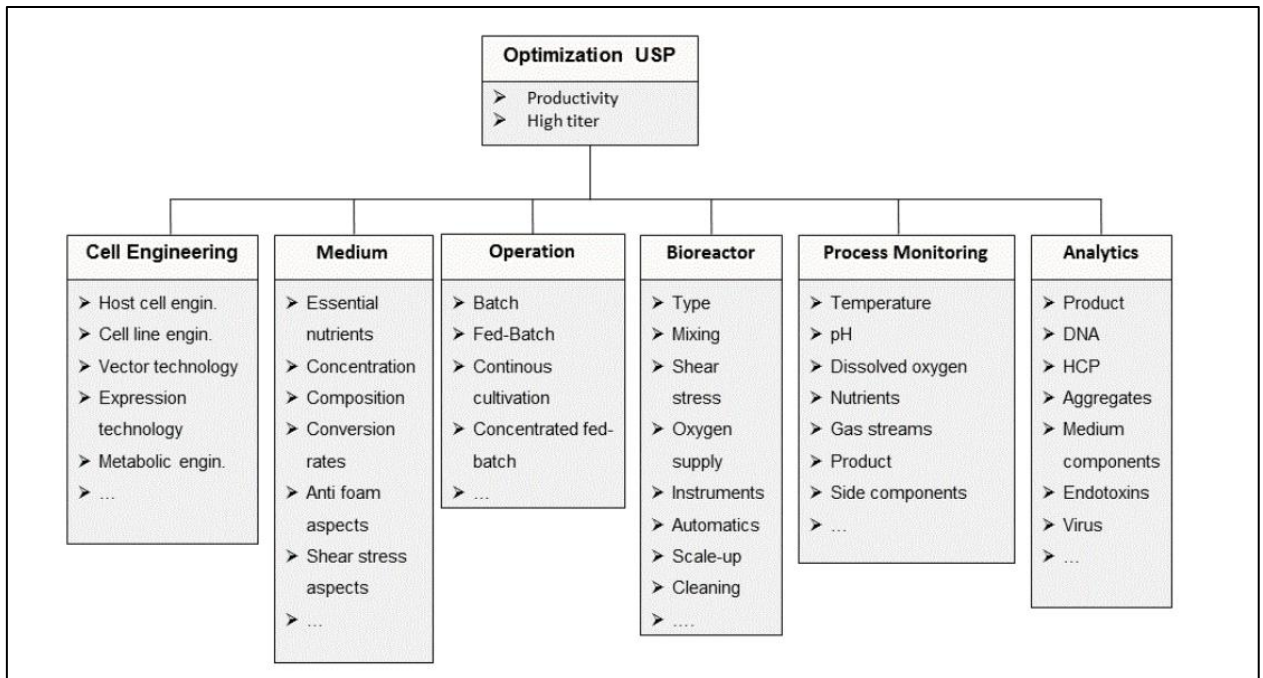 Optimization USP
➢ Productivity
➢ High titer
Cell Engineering
➢ Host cell engin.
➢ Cell line engin.
➢ Vector technology
➢ Expression
technology
➢ Metabolic engin.
➢ ...
Medium
➢ Essential
nutrients
➢ Concentration
➢ Composition
➢ Conversion
rates
➢ Anti foam
aspects
➢ Shear stress
aspects
➢ ...
Operation
➢ Batch
➢ Fed-Batch
➢ Continous
cultivation
➢ Concentrated fed-
batch
➢ ...
Bioreactor
➢ Type
➢ Mixing
➢ Shear
stress
➢ Oxygen
supply
➢ Instruments
➢ Automatics
➢ Scale-up
➢ Cleaning
➢ ....
Process Monitoring
➢ Temperature
➢ pH
➢ Dissolved oxygen
➢ Nutrients
➢ Gas streams
➢ Product
➢ Side components
➢ ...
Analytics
➢ Product
➢ DNA
➢ HCP
➢ Aggregates
➢ Medium
components
➢ Endotoxins
➢ Virus
➢ ...